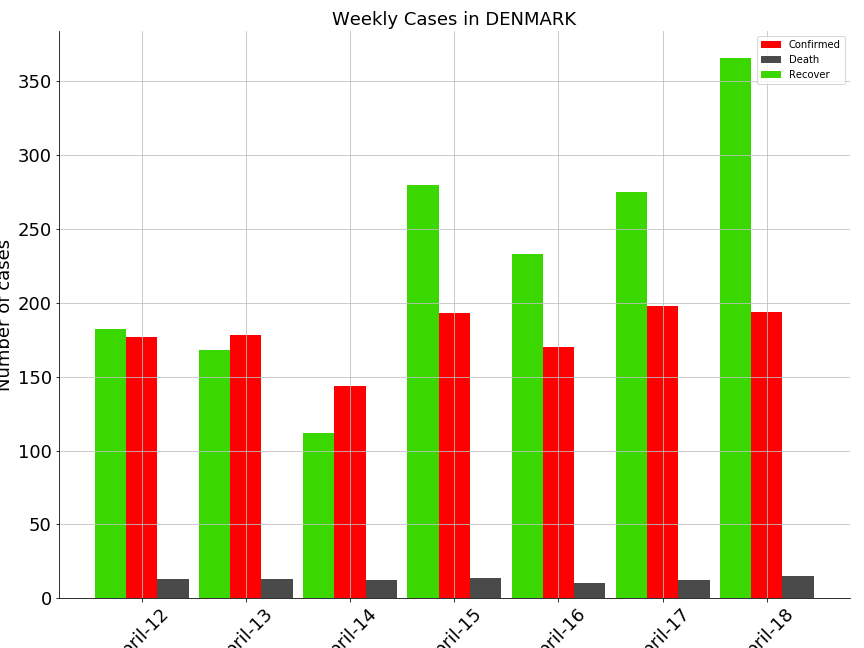 Weekly Cases in DENMARK
Confirmed
Death
Recover
Number of cases
350
300
250
200
150
100
50
0
pril-12
pril-13
pril-14
pril-15
pril-16
pril-17
pril-18